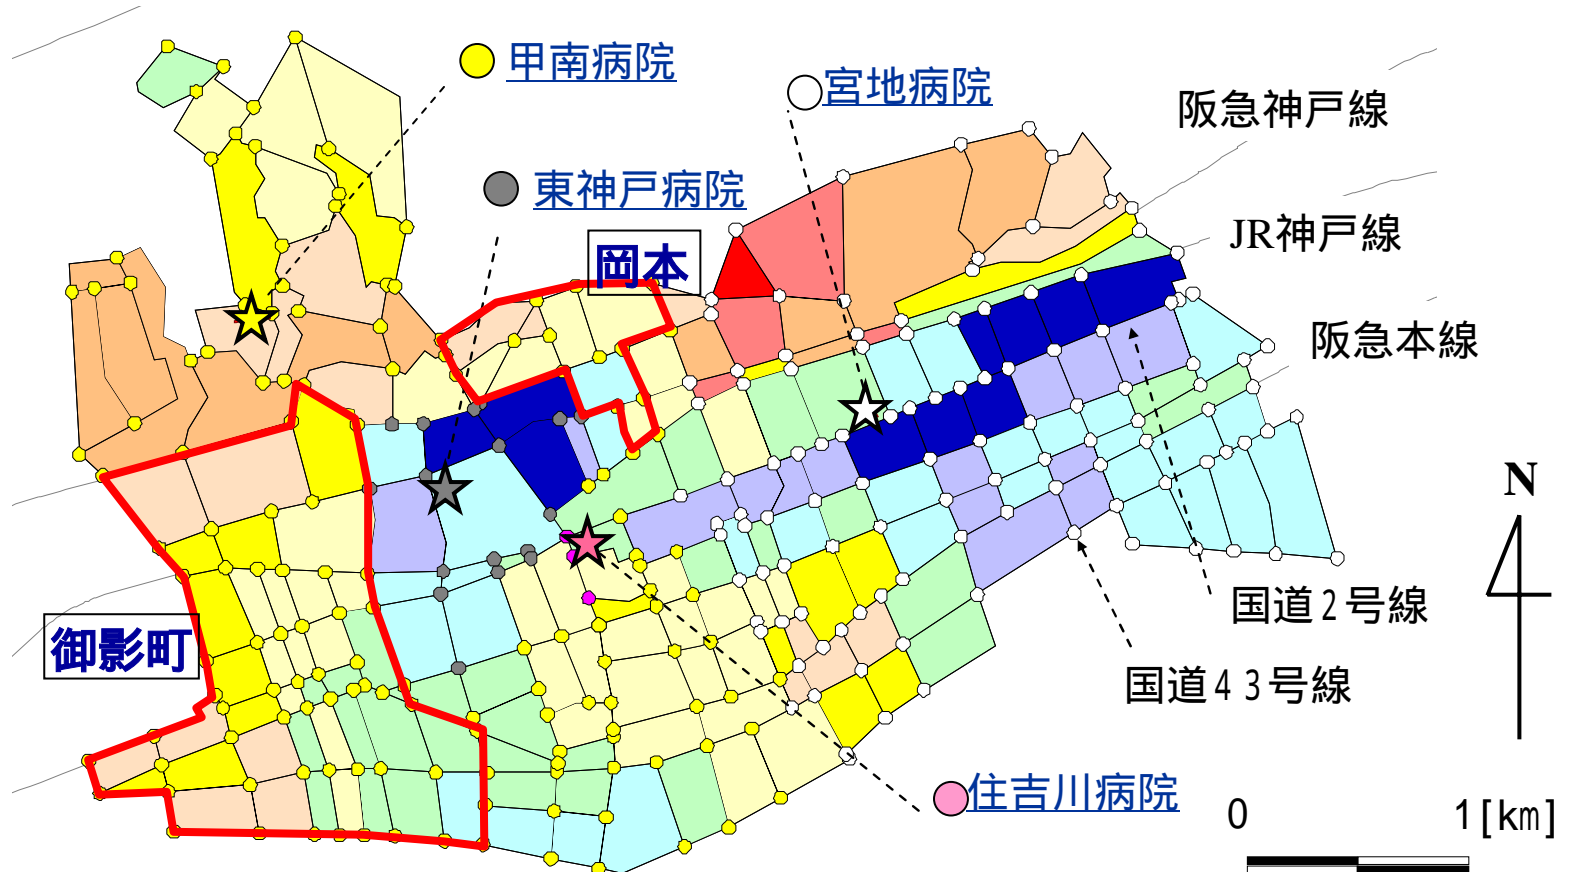 甲南病院
宮地病院
阪急神戸線
東神戸病院
岡本
JR神戸線
阪急本線
N
国道2号線
御影町
国道43号線
住吉川病院
0 1[km]